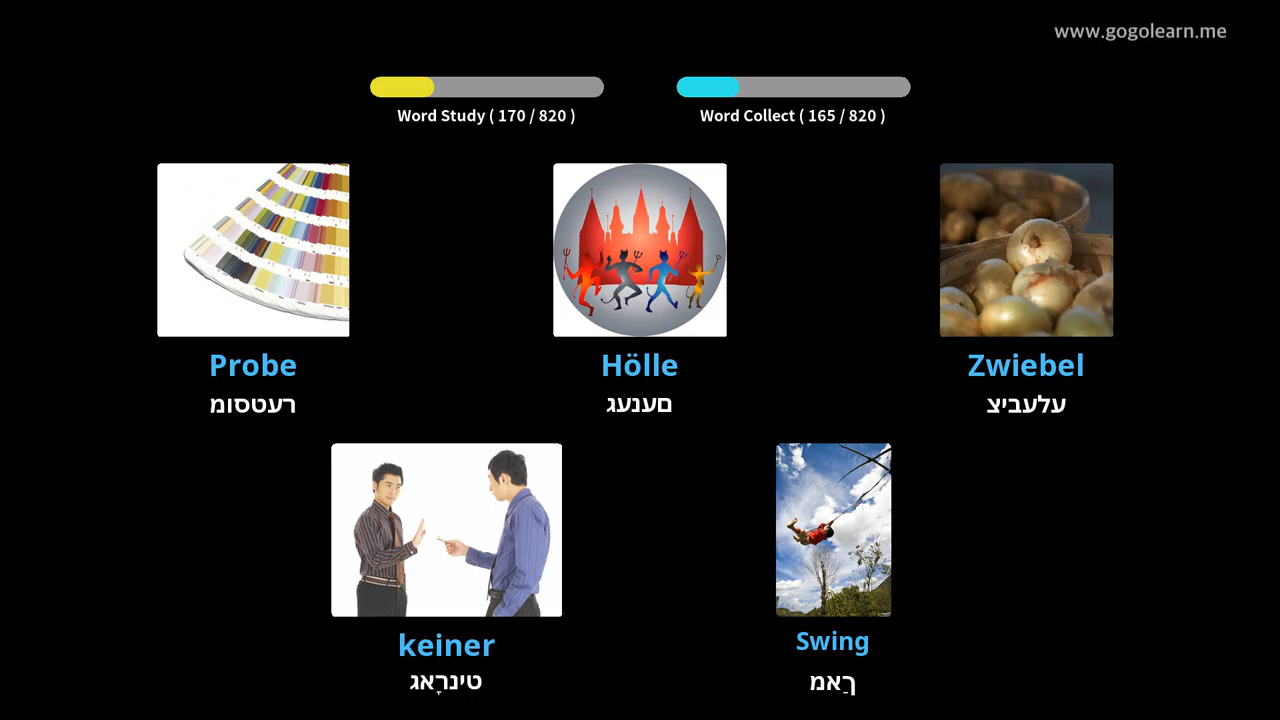 www.gogolearn.me
Word Study ( 170 / 820 )
Word Collect ( 165 / 820 )
Probe
רעטסומ
Hölle
םענעג
Zwiebel
עלעביצ
keiner
טינרָאג
Swing
ךַאמ